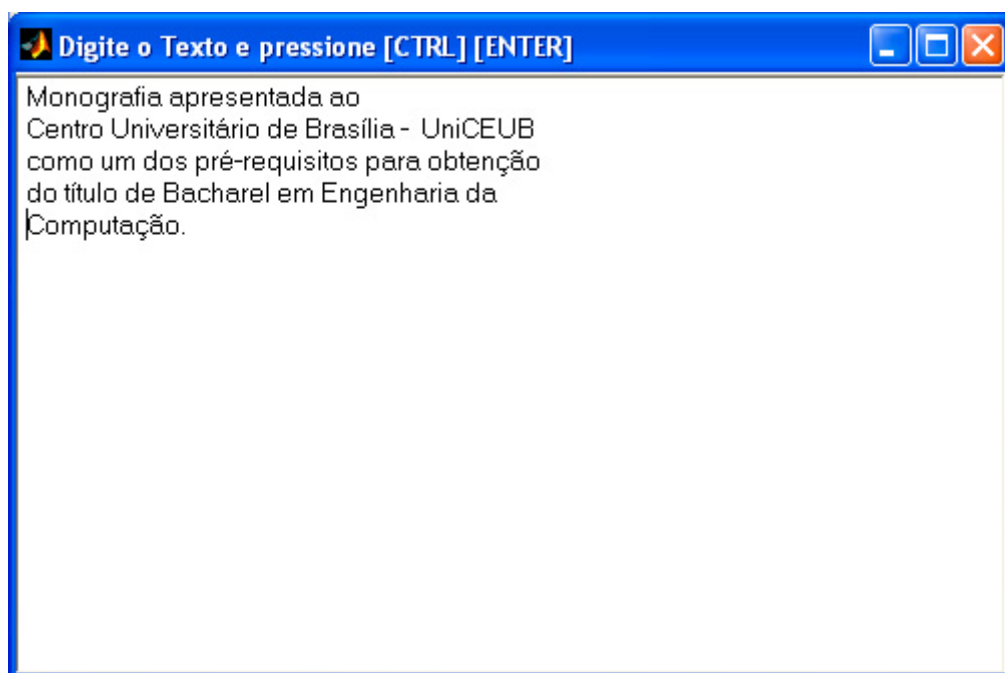 Digite o Texto e pressione [CTRL] [ENTER]
Monografia apresentada ao
Centro Universitário de Brasília - UniCEUB
como um dos pré-requisitos para obtenção
do título de Bacharel em Engenharia da
Computação.